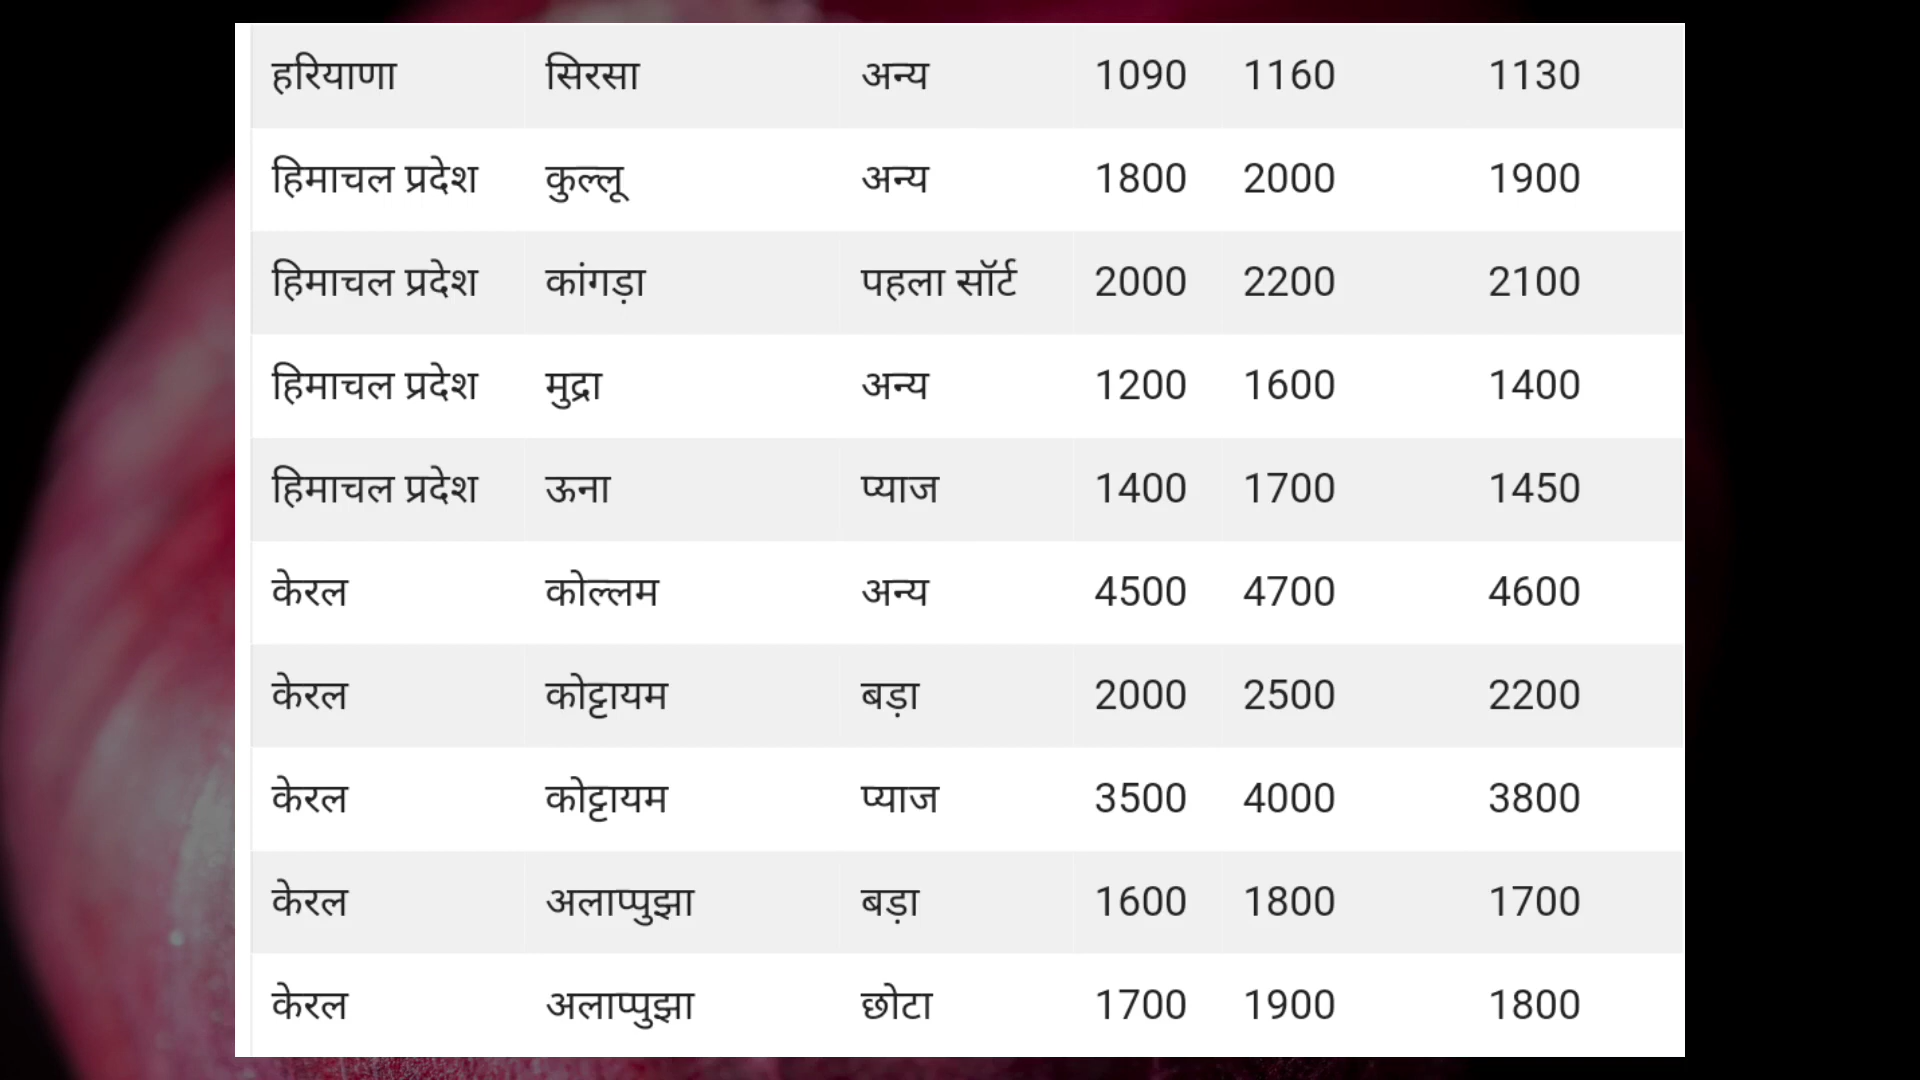 हरियाणा सिरसा अन्य 1090 1160 1130
हिमाचल प्रदेश कुल्लू अन्य 1800 2000 1900
हिमाचल प्रदेश कांगड़ा पहला सॉर्ट 2000 2200 2100
हिमाचल प्रदेश मुद्रा अन्य 1200 1600 1400
हिमाचल प्रदेश ऊना प्याज 1400 1700 1450
केरल कोल्लम अन्य 4500 4700 4600
केरल कोट्टायम बड़ा 2000 2500 2200
केरल कोट्टायम प्याज 3500 4000 3800
केरल अलाप्पुझा बड़ा 1600 1800 1700
केरल अलाप्पुझा छोटा 1700 1900 1800